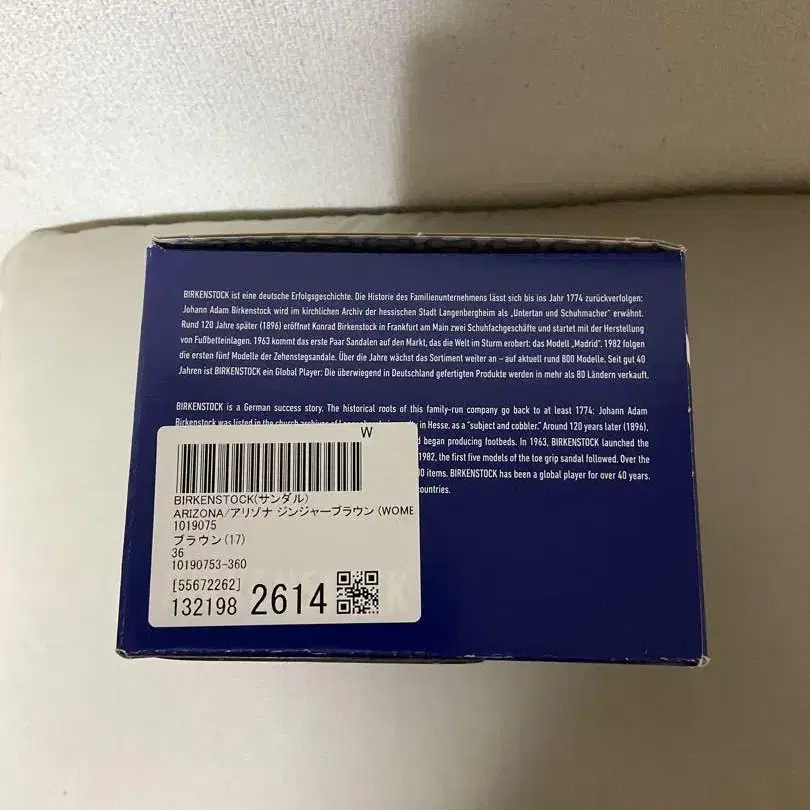 BIRKENSTOCK ist eine deutsche Erfolgsgeschichte. Die Historie des Familienunternehmens lässt sich bis ins Jahr 1774 zurückverfolgen:
Johann Adam Birkenstock wird im kirchlichen Archiv der hessischen Stadt Langenbergheim als „Untertan und Schuhmacher" erwähnt.
Rund 120 Jahre später (1896) eröffnet Konrad Birkenstock in Frankfurt am Main zwei Schuhfachgeschäfte und startet mit der Herstellung
von Fußbetteinlagen. 1963 kommt das erste Paar Sandalen auf den Markt, das die Welt im Sturm erobert: das Modell „Madrid". 1982 folgen
die ersten fünf Modelle der Zehenstegsandale. Über die Jahre wächst das Sortiment weiter an – auf aktuell rund 800 Modelle. Seit gut 40
Jahren ist BIRKENSTOCK ein Global Player: Die überwiegend in Deutschland gefertigten Produkte werden in mehr als 80 Ländern verkauft.
BIRKENSTOCK is a German success story. The historical roots of this family-run company go back to at least 1774: Johann Adam
Birkenstock was listed in the church in Hesse, as a "subject and cobbler." Around 120 years later (1896),
began producing footbeds. In 1963, BIRKENSTOCK launched the
1982, the first five models of the toe grip sandal followed. Over the
items. BIRKENSTOCK has been a global player for over 40 years.
countries.
W
BIRKENSTOCK(サンダル)
ARIZONA/アリゾナ ジンジャーブラウン (WOME
1019075
ブラウン(17)
36
10190753-360
[55672262]
132198 2614
K